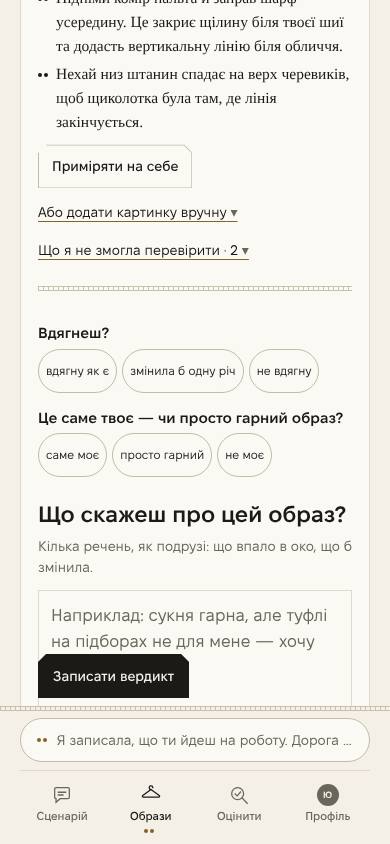 усередину. Це закриє щілину біля твоєї шиї
та додасть вертикальну лінію біля обличчя.
Нехай низ штанин спадає на верх черевиків,
щоб щиколотка була там, де лінія
закінчується.
Приміряти на себе
Або додати картинку вручну ▾
Що я не змогла перевірити · 2 ▾
Вдягнеш?
вдягну як є
змінила б одну річ
не вдягну
Це саме твоє — чи просто гарний образ?
саме моє
просто гарний
не моє
Що скажеш про цей образ?
Кілька речень, як подрузі: що впало в око, що б
змінила.
Наприклад: сукня гарна, але туфлі
на підборах не для мене — хочу
Записати вердикт
Я записала, що ти йдеш на роботу. Дорога ...
Сценарій
Образи
Оцінити
Ю
Профіль